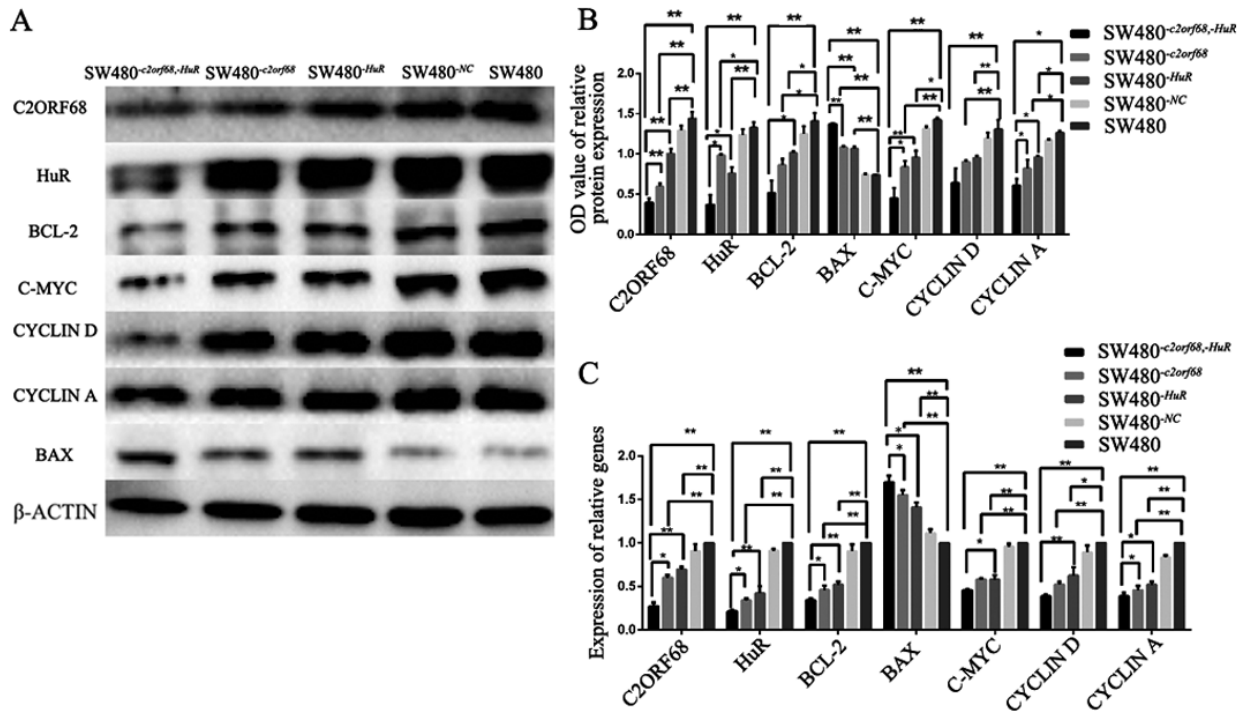 A
SW480-c2orf68,-HuR SW480-c2orf68 SW480-HuR SW480-NC SW480
C2ORF68
HuR
BCL-2
C-MYC
CYCLIN D
CYCLIN A
BAX
β-ACTIN
B
OD value of relative
protein expression
2.0
1.5
1.0
0.5
0.0
** ** ** ** ** ** **
** * * ** ** * ** * ** **
** * * ** ** ** * ** ** **
** ** * * * ** * ** *
* * * *
C2ORF68 HuR BCL-2 BAX C-MYC CYCLIN D CYCLIN A
SW480-c2orf68,-HuR
SW480-c2orf68
SW480-HuR
SW480-NC
SW480
C
Expression of relative genes
2.0
1.5
1.0
0.5
0.0
** ** ** ** ** ** **
** ** ** ** ** * **
** ** ** ** ** ** **
** ** ** * * ** *
* * * * *
C2ORF68 HuR BCL-2 BAX C-MYC CYCLIN D CYCLIN A
SW480-c2orf68,-HuR
SW480-c2orf68
SW480-HuR
SW480-NC
SW480